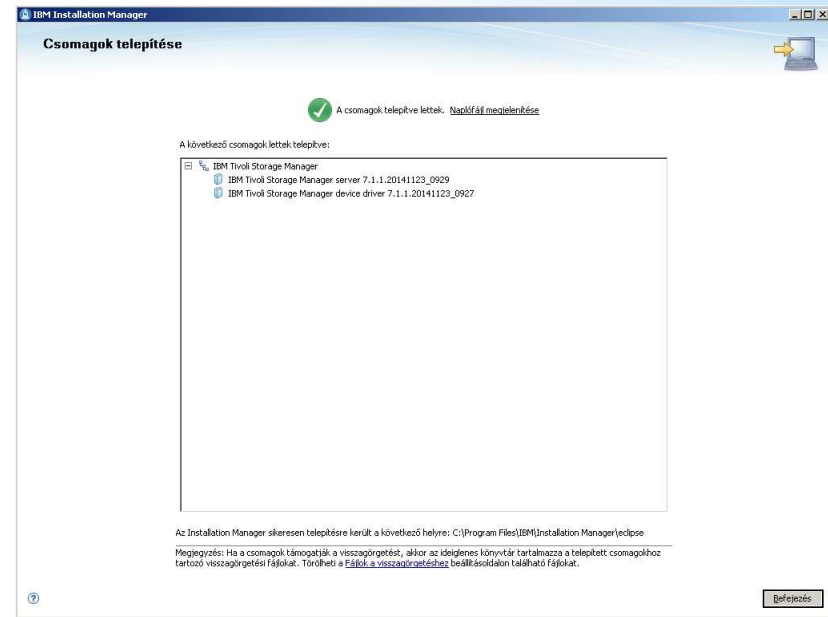 IBM Installation Manager
Csomagok telepítése
A csomagok telepítve lettek. Naplófájl megjelenítése
A következő csomagok lettek telepítve:
IBM Tivoli Storage Manager
IBM Tivoli Storage Manager server 7.1.1.20141123_0929
IBM Tivoli Storage Manager device driver 7.1.1.20141123_0927
Az Installation Manager sikeresen telepítésre került a következő helyre: C:\Program Files\IBM\Installation Manager\eclipse
Megjegyzés: Ha a csomagok támogatják a visszagörgetést, akkor az ideiglenes könyvtár tartalmazza a telepített csomagokhoz
tartozó visszagörgetési fájlokat. Törölheti a Fájlok a visszagörgetéshez beállításoldalon található fájlokat.
Befejezés